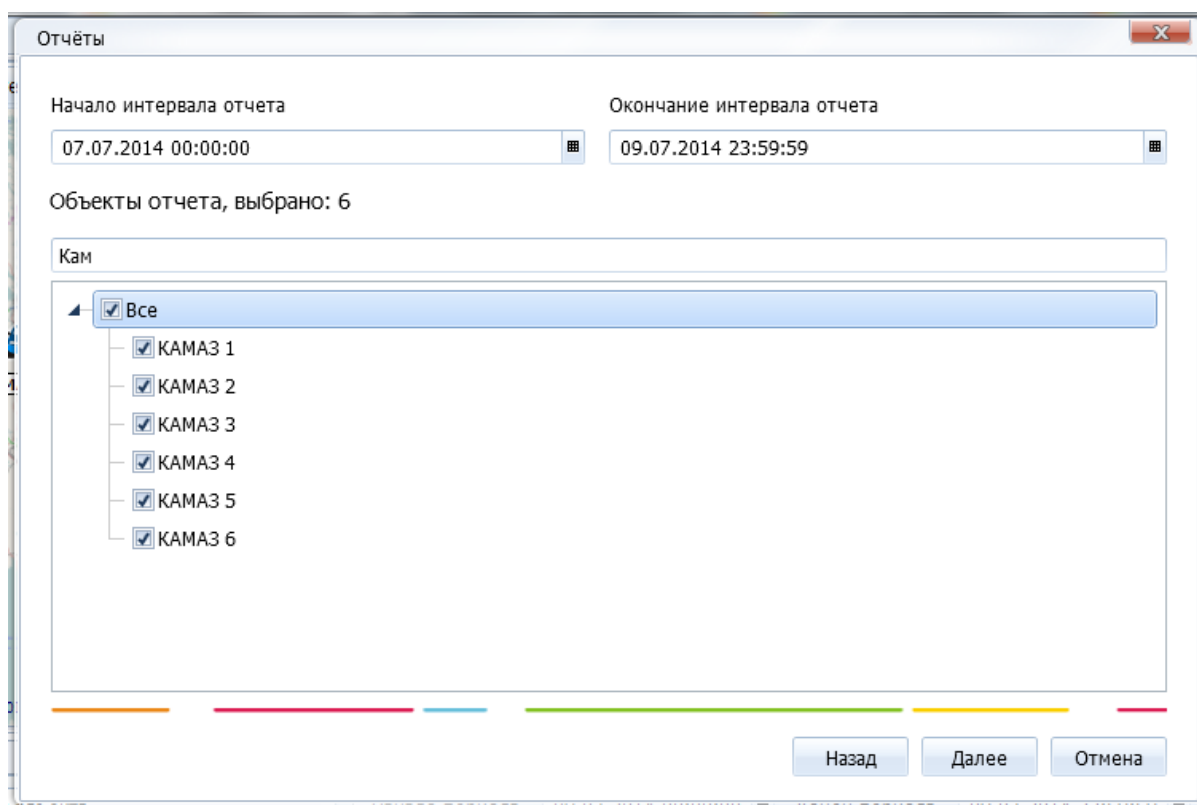 Отчёты
Начало интервала отчета Окончание интервала отчета
07.07.2014 00:00:00 09.07.2014 23:59:59
Объекты отчета, выбрано: 6
Кам
Все
КАМАЗ 1
КАМАЗ 2
КАМАЗ 3
КАМАЗ 4
КАМАЗ 5
КАМАЗ 6
Назад Далее Отмена